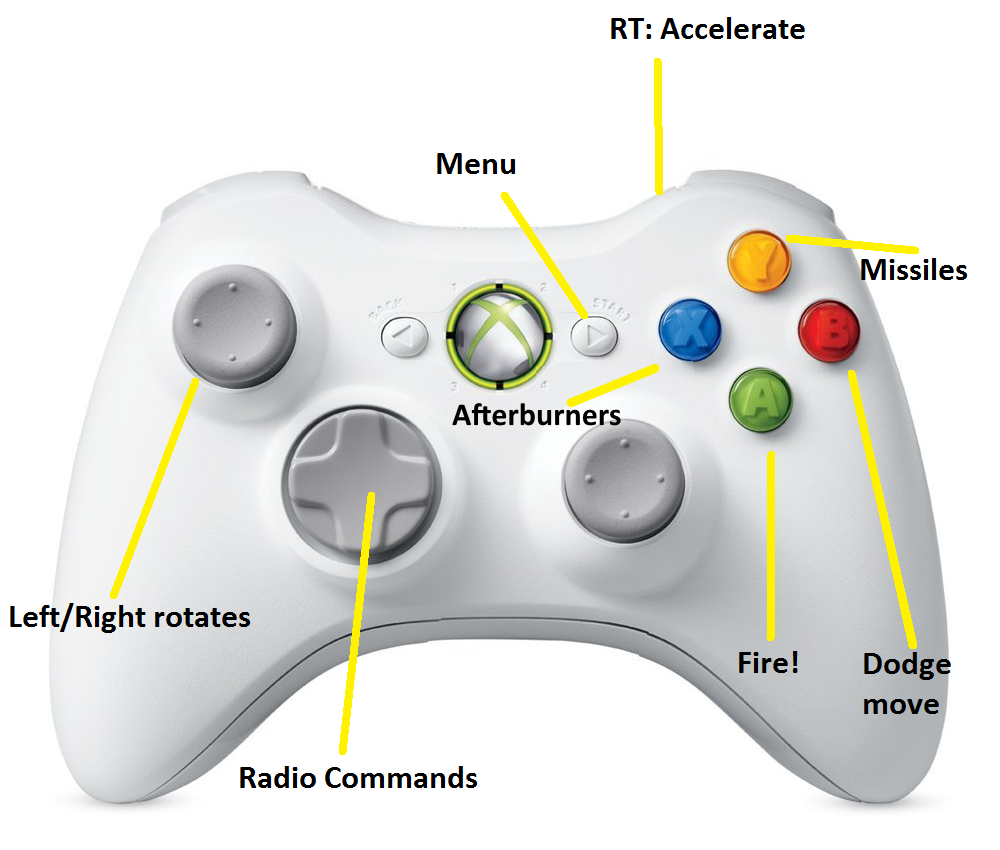 RT: Accelerate
Menu
Missiles
Y
1
2
BACK
START
X
B
3
4
A
Afterburners
Left/Right rotates
Fire!
Dodge
move
Radio Commands